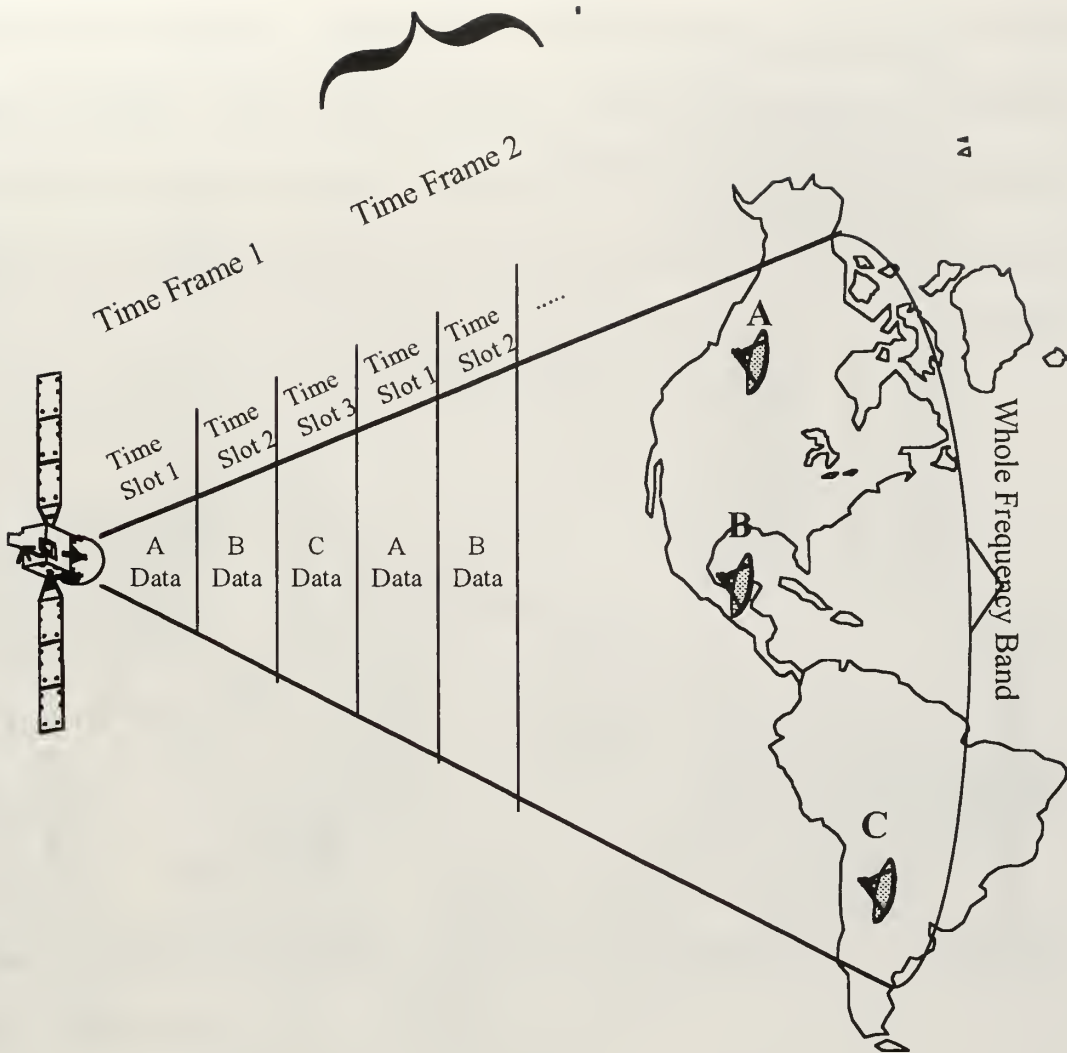 Time Frame 1
Time Frame 2
Time
Slot 1
Time
Slot 2
Time
Slot 3
Time
Slot 1
Time
Slot 2
.....
A
Data
B
Data
C
Data
A
Data
B
Data
A
B
C
Whole Frequency Band